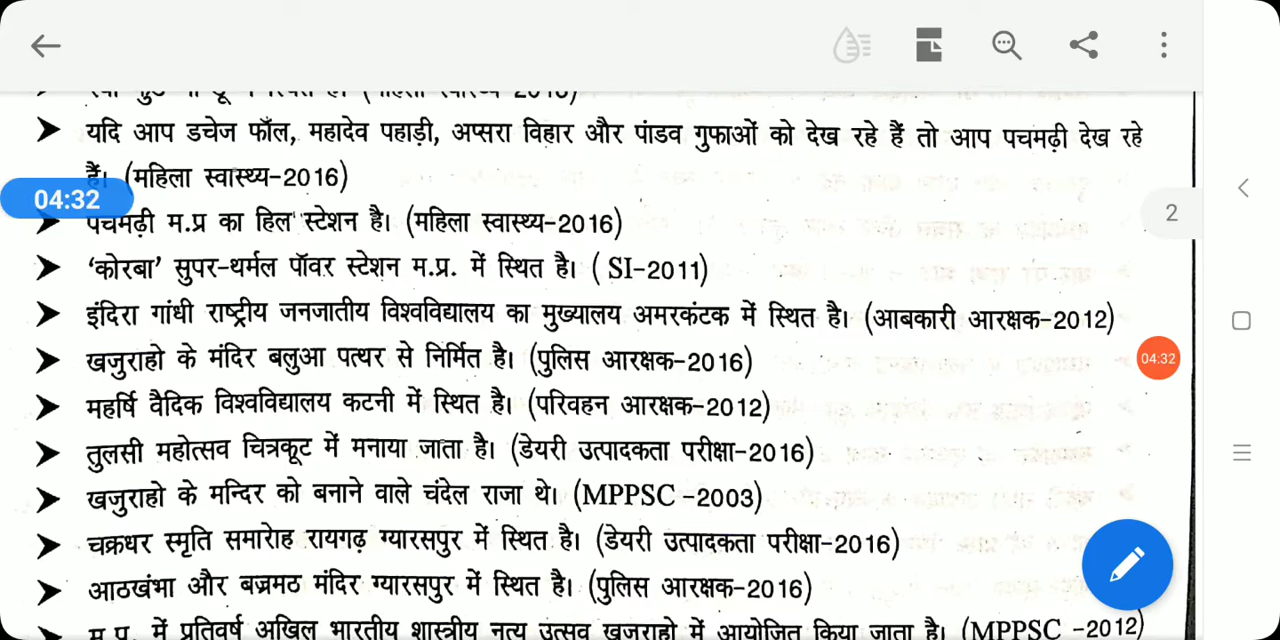 यदि आप डचेज फॉल, महादेव पहाड़ी, अप्सरा विहार और पांडव गुफाओं को देख रहे हैं तो आप पचमढ़ी देख रहे
2
हैं। (महिला स्वास्थ्य-2016)
04:32
पचमढ़ी म.प्र का हिल स्टेशन है। (महिला स्वास्थ्य-2016)
‘कोरबा’ सुपर-थर्मल पॉवर स्टेशन म.प्र. में स्थित है। ( SI-2011)
इंदिरा गांधी राष्ट्रीय जनजातीय विश्वविद्यालय का मुख्यालय अमरकंटक में स्थित है। (आबकारी आरक्षक-2012)
खजुराहो के मंदिर बलुआ पत्थर से निर्मित है। (पुलिस आरक्षक-2016)
04:32
महर्षि वैदिक विश्वविद्यालय कटनी में स्थित है। (परिवहन आरक्षक-2012)
तुलसी महोत्सव चित्रकूट में मनाया जाता है। (डेयरी उत्पादकता परीक्षा-2016)
खजुराहो के मन्दिर को बनाने वाले चंदेल राजा थे। (MPPSC -2003)
चक्रधर स्मृति समारोह रायगढ़ ग्यारसपुर में स्थित है। (डेयरी उत्पादकता परीक्षा-2016)
आठखंभा और बज्रमठ मंदिर ग्यारसपुर में स्थित है। (पुलिस आरक्षक-2016)
म.प्र. में प्रतिवर्ष अखिल भारतीय शास्त्रीय नृत्य उत्सव खजुराहो में आयोजित किया जाता है। (MPPSC -2012)